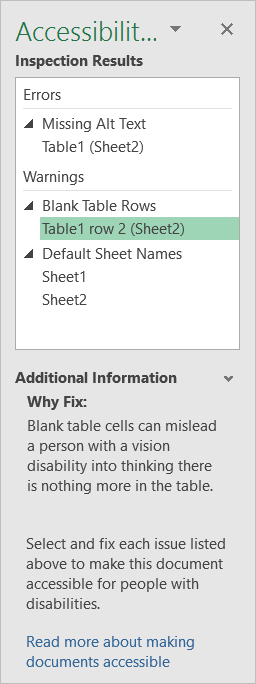 Accessibilit...
Inspection Results
Errors
Missing Alt Text
Table1 (Sheet2)
Warnings
Blank Table Rows
Table1 row 2 (Sheet2)
Default Sheet Names
Sheet1
Sheet2
Additional Information
Why Fix:
Blank table cells can mislead
a person with a vision
disability into thinking there
is nothing more in the table.
Select and fix each issue listed
above to make this document
accessible for people with
disabilities.
Read more about making
documents accessible